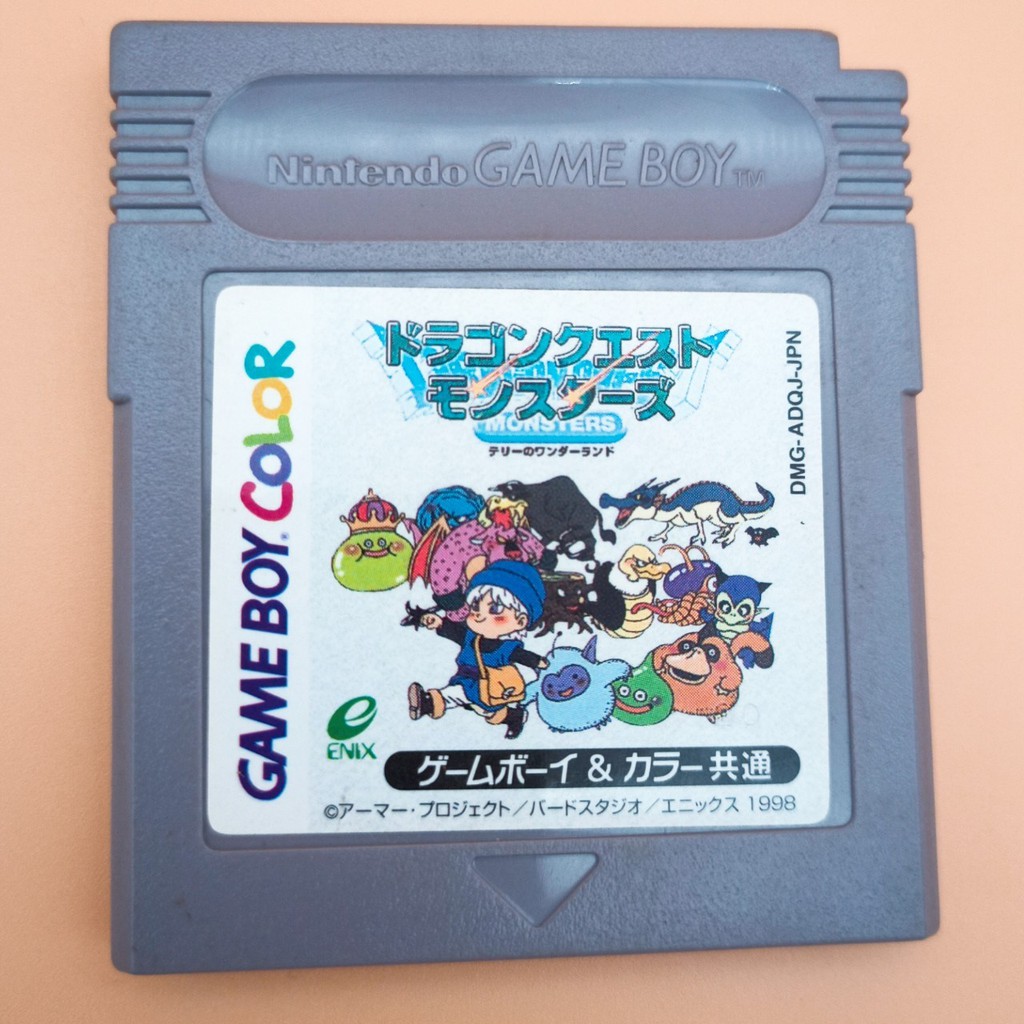 Nintendo GAME BOY TM
GAME BOY COLOR
ドラゴンクエスト
モンスターズ
MONSTERS
テリーのワンダーランド
DMG-ADQJ-JPN
ENIX
ゲームボーイ & カラー 共通
©アーマー・プロジェクト/バードスタジオ/エニックス 1998